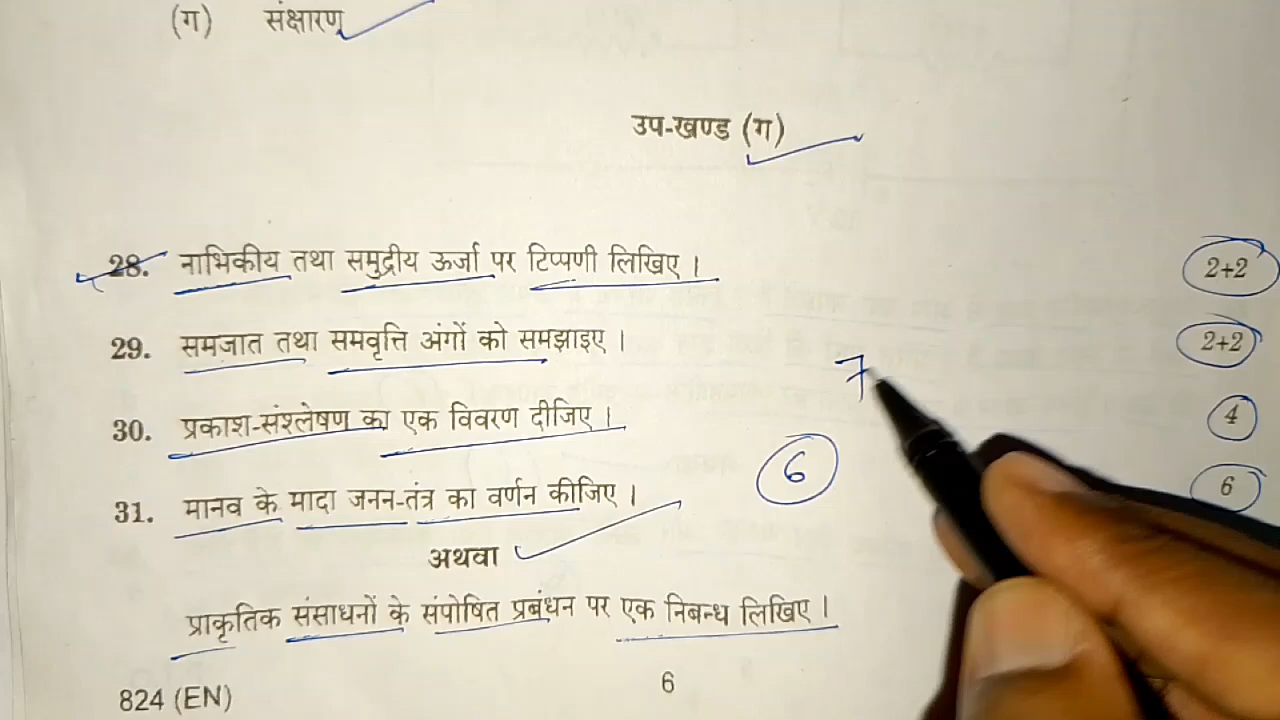 (ग) संक्षारण
उप-खण्ड (ग)
28. नाभिकीय तथा समुद्रीय ऊर्जा पर टिप्पणी लिखिए । 2+2
29. समजात तथा समवृत्ति अंगों को समझाइए । 2+2
7
30. प्रकाश-संश्लेषण का एक विवरण दीजिए । 4
6
31. मानव के मादा जनन-तंत्र का वर्णन कीजिए । 6
अथवा
प्राकृतिक संसाधनों के संपोषित प्रबंधन पर एक निबन्ध लिखिए ।
824 (EN) 6